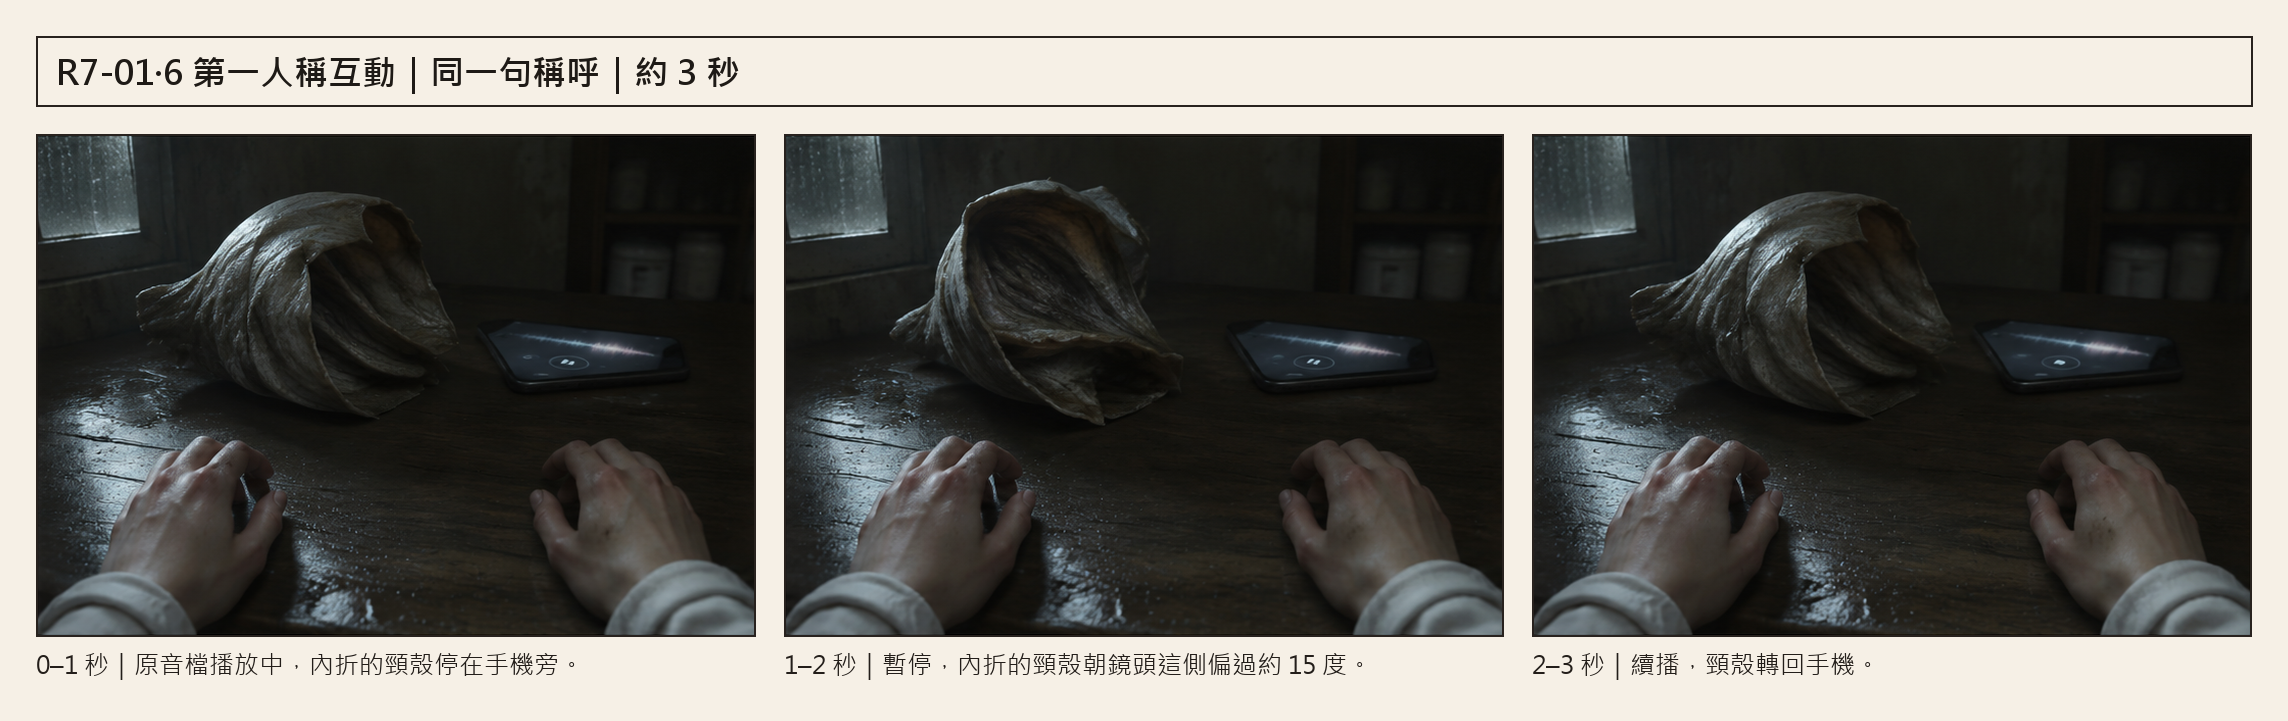 R7-01·6 第一人稱互動｜同一句稱呼｜約 3 秒
0–1 秒｜原音檔播放中，內折的頸殼停在手機旁。
1–2 秒｜暫停，內折的頸殼朝鏡頭這側偏過約 15 度。
2–3 秒｜續播，頸殼轉回手機。